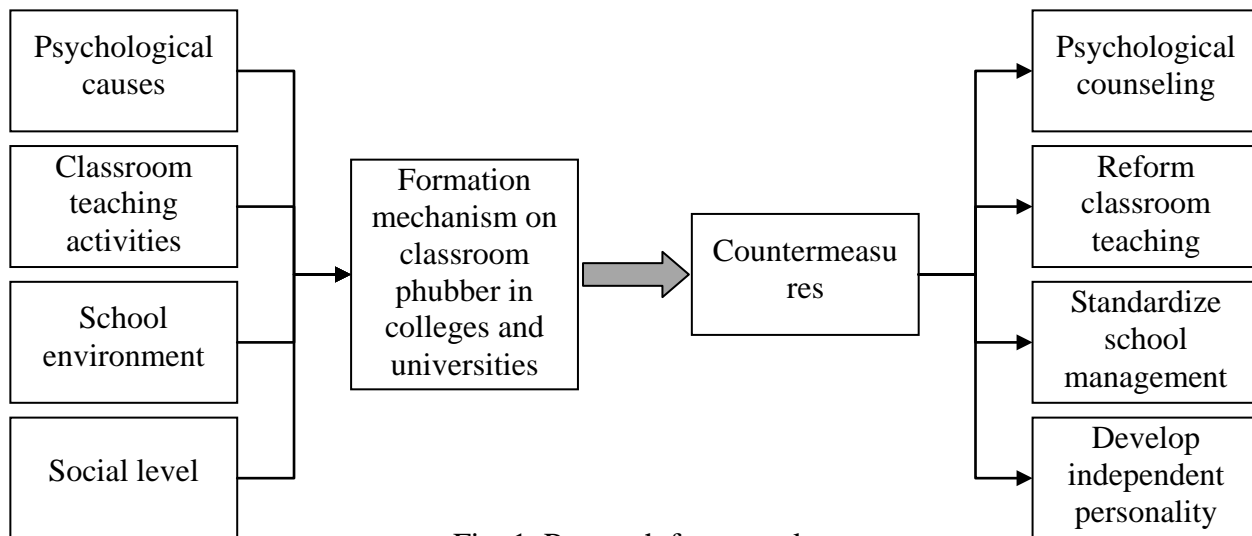 Psychological
causes
Classroom
teaching
activities
School
environment
Social level
Formation
mechanism on
classroom
phubber in
colleges and
universities
Countermeasu
res
Psychological
counseling
Reform
classroom
teaching
Standardize
school
management
Develop
independent
personality